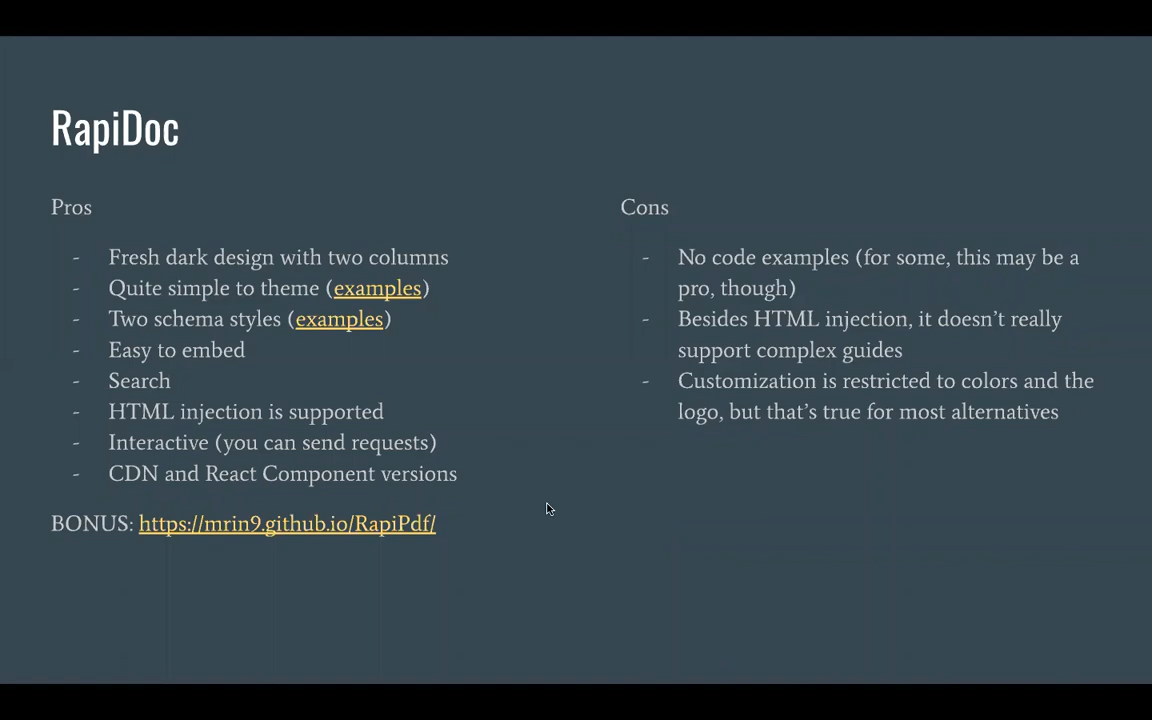 RapiDoc
Pros
- Fresh dark design with two columns
- Quite simple to theme (examples)
- Two schema styles (examples)
- Easy to embed
- Search
- HTML injection is supported
- Interactive (you can send requests)
- CDN and React Component versions
BONUS: https://mrin9.github.io/RapiPdf/
Cons
- No code examples (for some, this may be a
pro, though)
- Besides HTML injection, it doesn’t really
support complex guides
- Customization is restricted to colors and the
logo, but that’s true for most alternatives